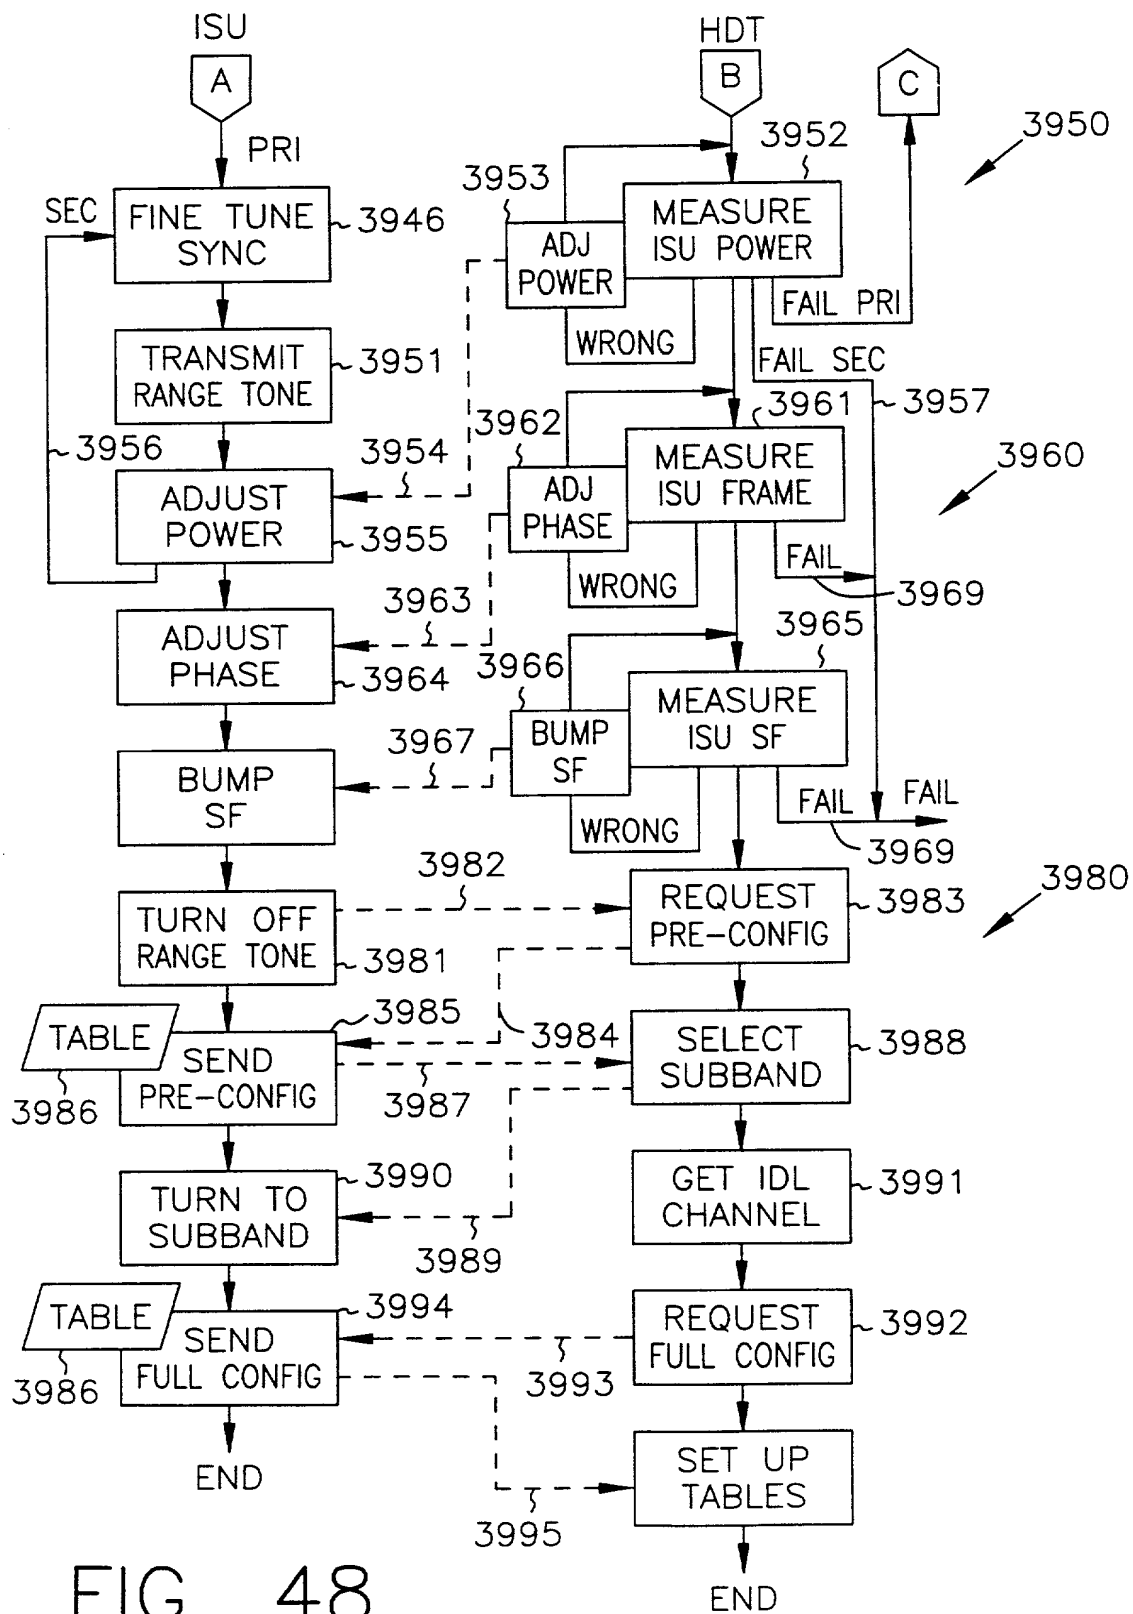 ISU
HDT
A
B
C
PRI
3950
3952
3953
SEC
FINE TUNE
SYNC
3946
MEASURE
ISU POWER
ADJ
POWER
FAIL PRI
WRONG
TRANSMIT
RANGE TONE
3951
FAIL SEC
3957
3956
3962
3961
3954
3960
ADJUST
POWER
3955
MEASURE
ISU FRAME
ADJ
PHASE
FAIL
WRONG
3969
3963
ADJUST
PHASE
3964
3965
3966
MEASURE
ISU SF
BUMP
SF
3967
BUMP
SF
FAIL
FAIL
WRONG
3969
3982
3980
TURN OFF
RANGE TONE
3981
REQUEST
PRE-CONFIG
3983
TABLE
3985
3984
SEND
PRE-CONFIG
SELECT
SUBBAND
3988
3986
3987
3990
TURN TO
SUBBAND
GET IDL
CHANNEL
3991
3989
TABLE
3994
SEND
FULL CONFIG
REQUEST
FULL CONFIG
3992
3986
3993
END
SET UP
TABLES
3995
END
FIG 48